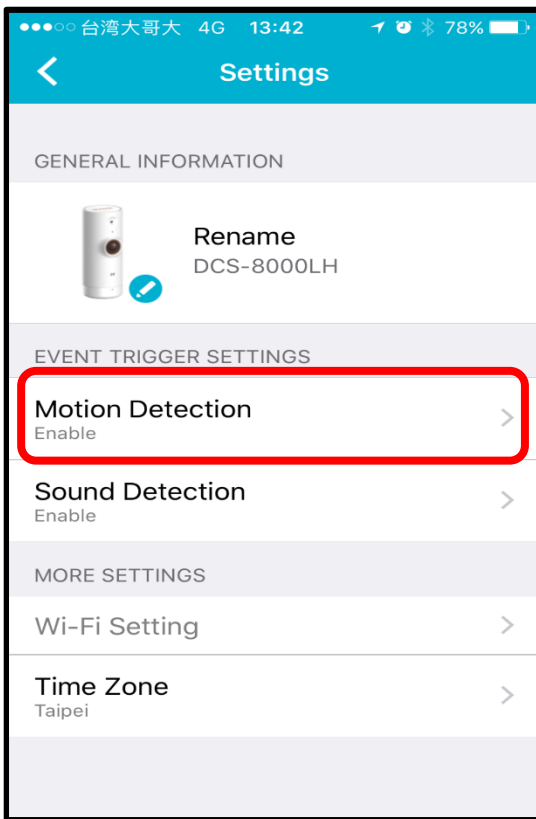 台湾大哥大 4G 13:42 78%
Settings
GENERAL INFORMATION
Rename
DCS-8000LH
EVENT TRIGGER SETTINGS
Motion Detection
Enable
Sound Detection
Enable
MORE SETTINGS
Wi-Fi Setting
Time Zone
Taipei